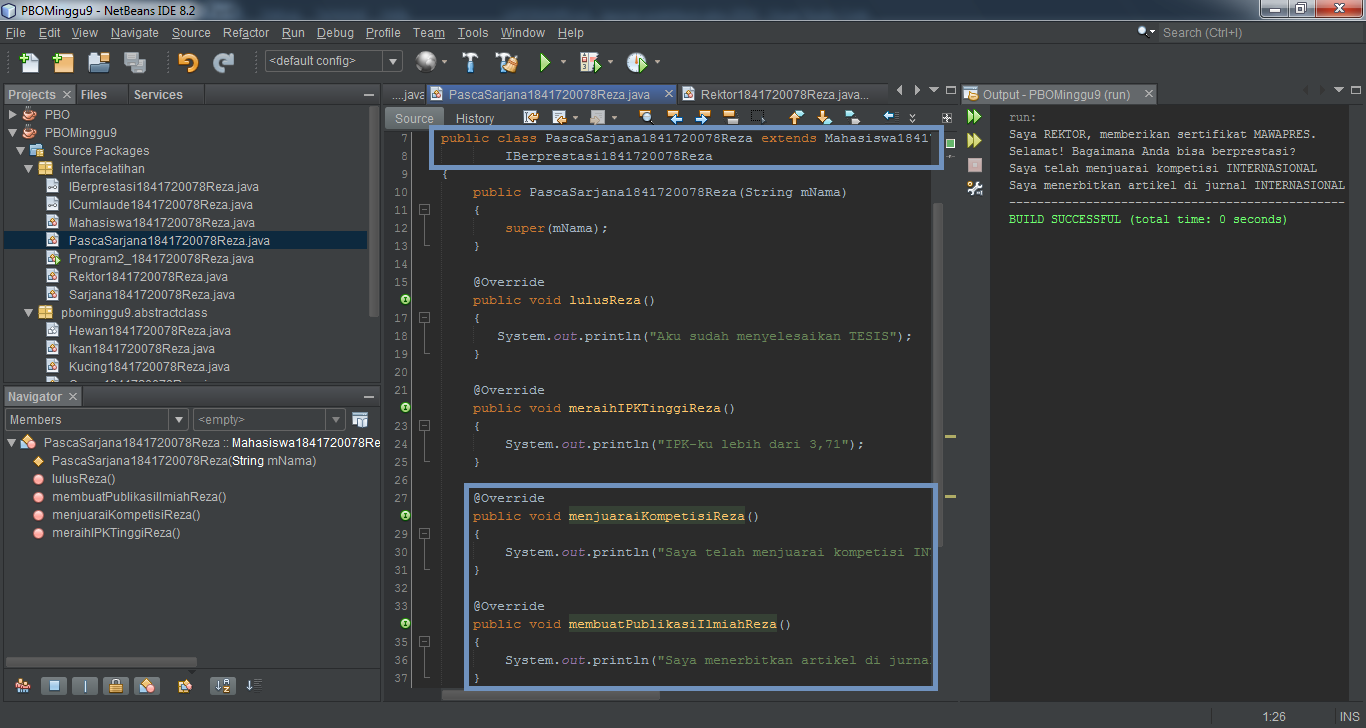 PBOMinggu9 - NetBeans IDE 8.2
File Edit View Navigate Source Refactor Run Debug Profile Team Tools Window Help
Search (Ctrl+I)
<default config>
Projects Files Services
PBO
PBOMinggu9
Source Packages
interfacelatihan
IBerprestasi1841720078Reza.java
ICumlaude1841720078Reza.java
Mahasiswa1841720078Reza.java
PascaSarjana1841720078Reza.java
Program2_1841720078Reza.java
Rektor1841720078Reza.java
Sarjana1841720078Reza.java
pbominggu9.abstractclass
Hewan1841720078Reza.java
Ikan1841720078Reza.java
Kucing1841720078Reza.java
Navigator
Members <empty>
PascaSarjana1841720078Reza :: Mahasiswa1841720078Re
PascaSarjana1841720078Reza(String mNama)
lulusReza()
membuatPublikasiIlmiahReza()
menjuaraiKompetisiReza()
meraihIPKTinggiReza()
....java PascaSarjana1841720078Reza.java Rektor1841720078Reza.java...
Source History
7 public class PascaSarjana1841720078Reza extends Mahasiswa1841
8 IBerprestasi1841720078Reza
9 {
10 public PascaSarjana1841720078Reza(String mNama)
11 {
12 super(mNama);
13 }
14
15 @Override
public void lulusReza()
17 {
18 System.out.println("Aku sudah menyelesaikan TESIS");
19 }
20
21 @Override
public void meraihIPKTinggiReza()
23 {
24 System.out.println("IPK-ku lebih dari 3,71");
25 }
26
27 @Override
public void menjuaraiKompetisiReza()
29 {
30 System.out.println("Saya telah menjuarai kompetisi IN
31 }
32
33 @Override
public void membuatPublikasiIlmiahReza()
35 {
36 System.out.println("Saya menerbitkan artikel di jurnal
37 }
Output - PBOMinggu9 (run)
run:
Saya REKTOR, memberikan sertifikat MAWAPRES.
Selamat! Bagaimana Anda bisa berprestasi?
Saya telah menjuarai kompetisi INTERNASIONAL
Saya menerbitkan artikel di jurnal INTERNASIONAL
------------------------------------------
BUILD SUCCESSFUL (total time: 0 seconds)
1:26 INS